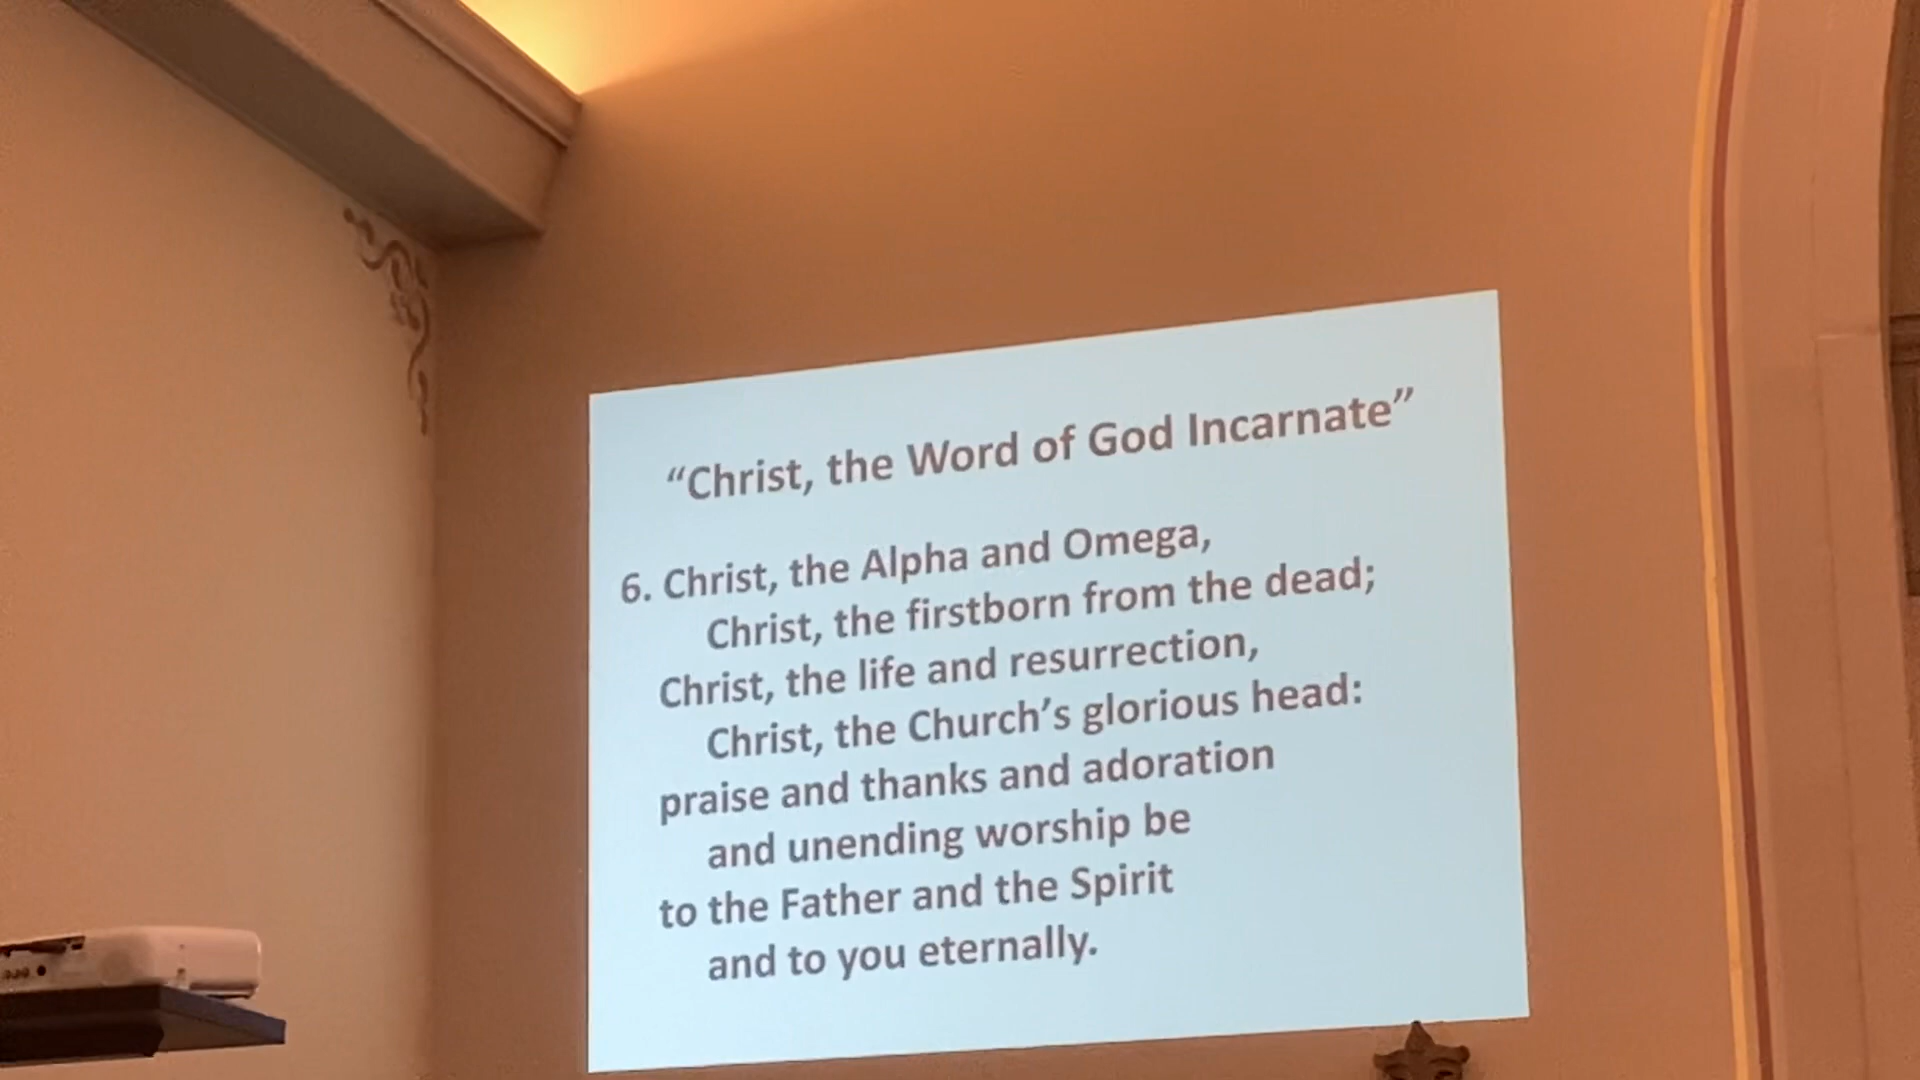 “Christ, the Word of God Incarnate”
6. Christ, the Alpha and Omega,
Christ, the firstborn from the dead;
Christ, the life and resurrection,
Christ, the Church’s glorious head:
praise and thanks and adoration
and unending worship be
to the Father and the Spirit
and to you eternally.